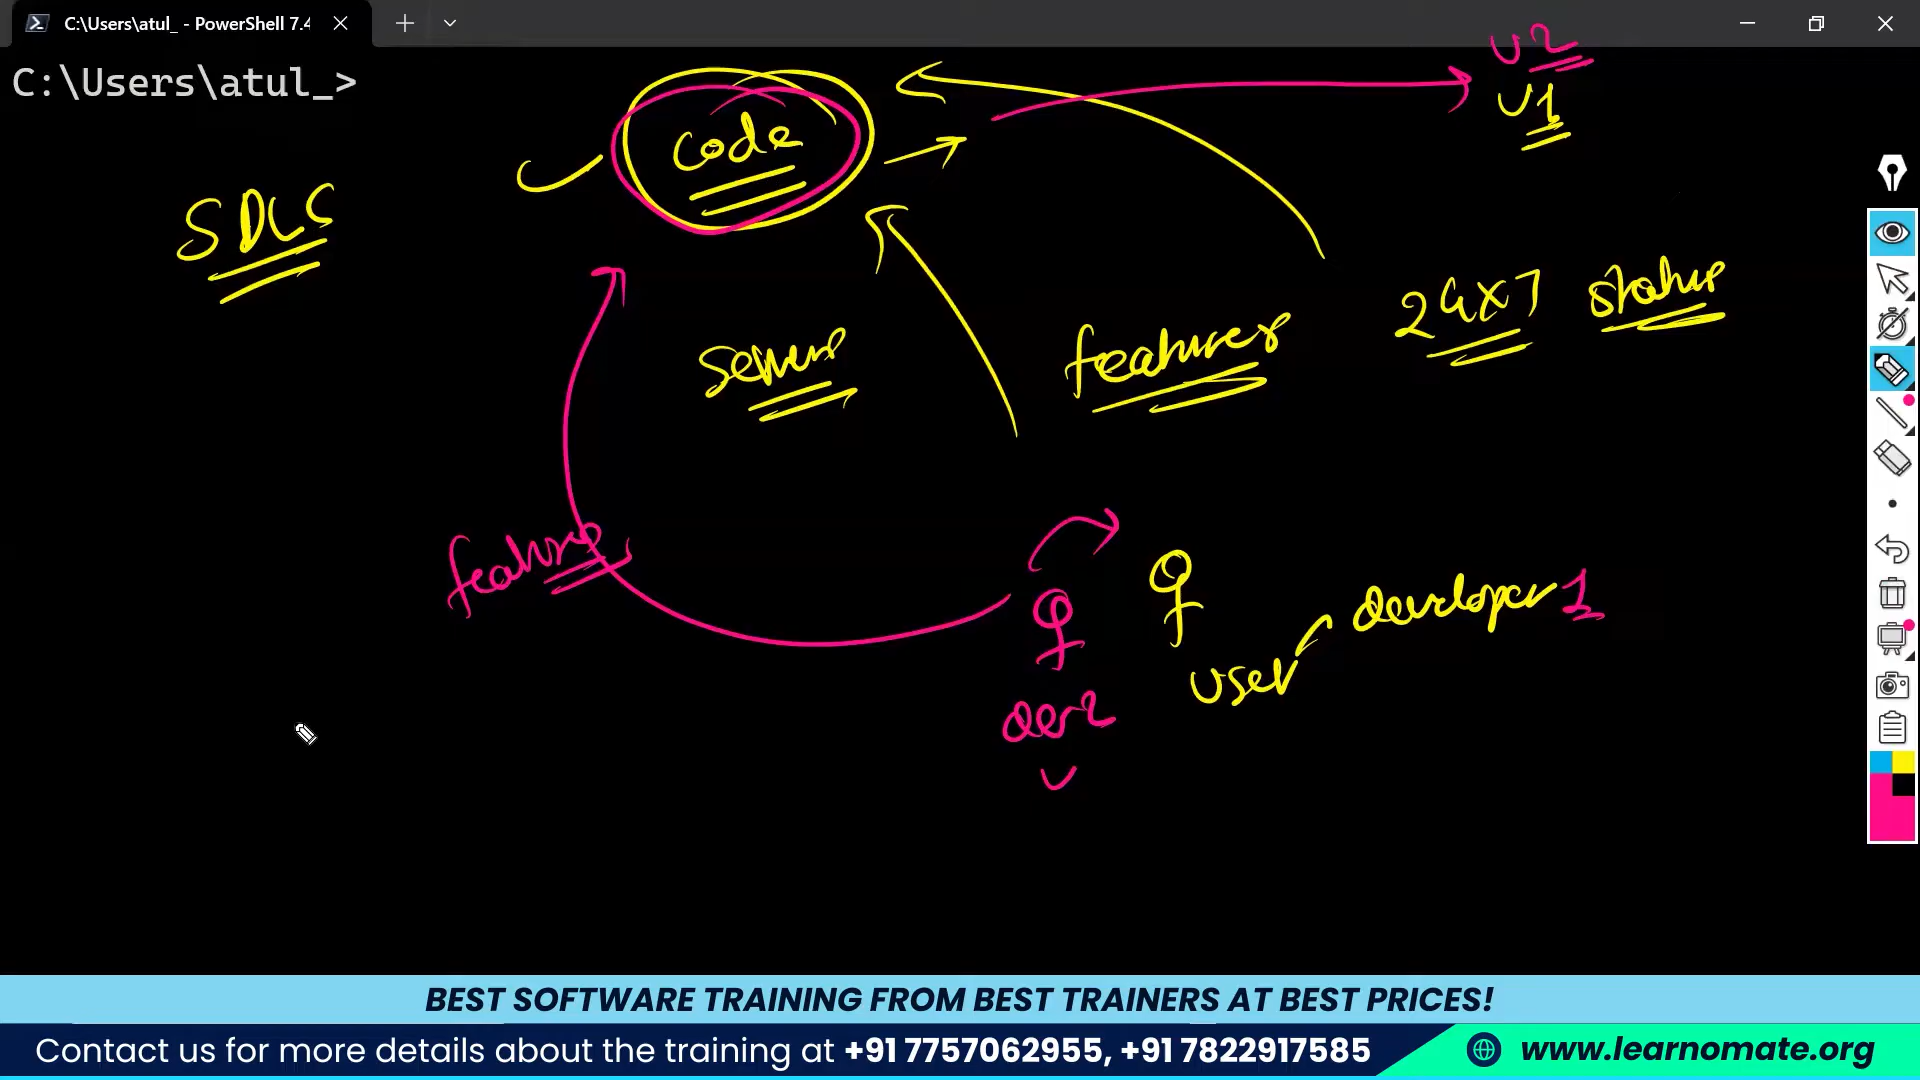 C:\Users\atul_ - PowerShell 7.4
C:\Users\atul_>
v2
v1
code
SDLC
24x7 status
server
features
feature
developer 1
user
dev2
BEST SOFTWARE TRAINING FROM BEST TRAINERS AT BEST PRICES!
Contact us for more details about the training at +91 7757062955, +91 7822917585
www.learnomate.org